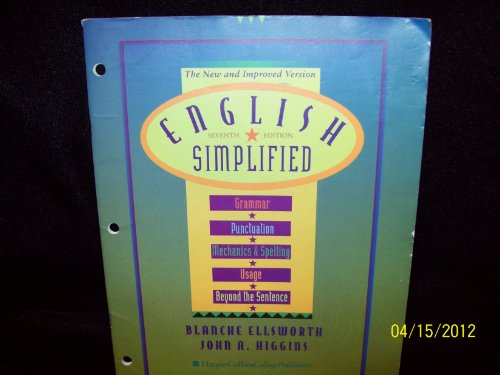 The New and Improved Version
ENGLISH
SEVENTH ★ EDITION
SIMPLIFIED
Grammar
Punctuation
Mechanics & Spelling
Usage
Beyond the Sentence
BLANCHE ELLSWORTH
JOHN A. HIGGINS
HarperCollinsCollegePublishers
04/15/2012